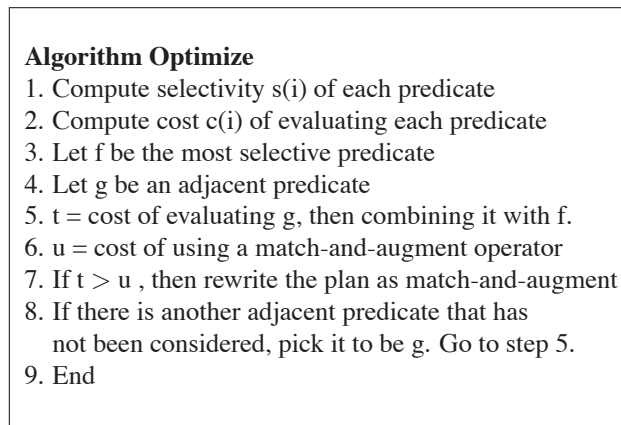 Algorithm Optimize
1. Compute selectivity s(i) of each predicate
2. Compute cost c(i) of evaluating each predicate
3. Let f be the most selective predicate
4. Let g be an adjacent predicate
5. t = cost of evaluating g, then combining it with f.
6. u = cost of using a match-and-augment operator
7. If t > u , then rewrite the plan as match-and-augment
8. If there is another adjacent predicate that has
not been considered, pick it to be g. Go to step 5.
9. End